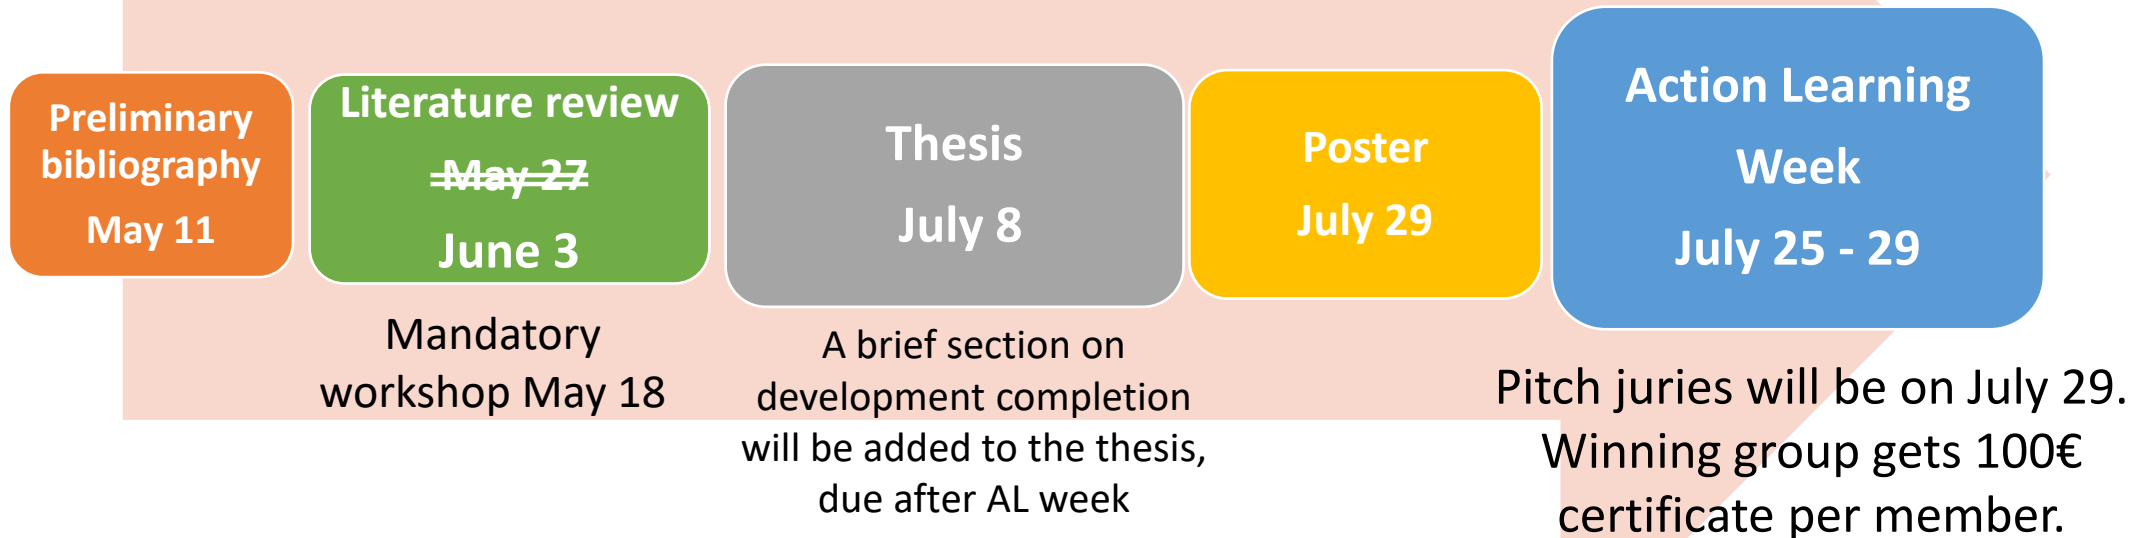 Preliminary
bibliography
May 11
Literature review
May 27
June 3
Mandatory
workshop May 18
Thesis
July 8
A brief section on
development completion
will be added to the thesis,
due after AL week
Poster
July 29
Action Learning
Week
July 25 - 29
Pitch juries will be on July 29.
Winning group gets 100€
certificate per member.